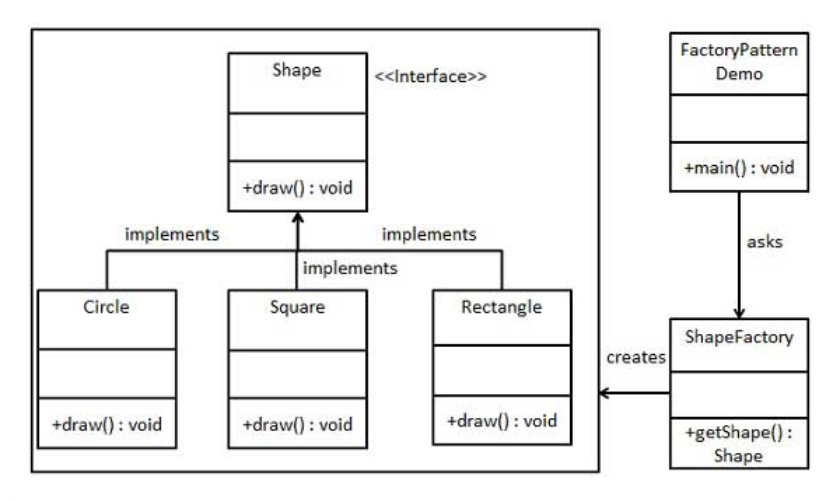 Shape
<<Interface>>
+draw() : void
implements
implements
implements
Circle
+draw() : void
Square
+draw() : void
Rectangle
+draw() : void
FactoryPattern
Demo
+main() : void
asks
ShapeFactory
+getShape() :
Shape
creates